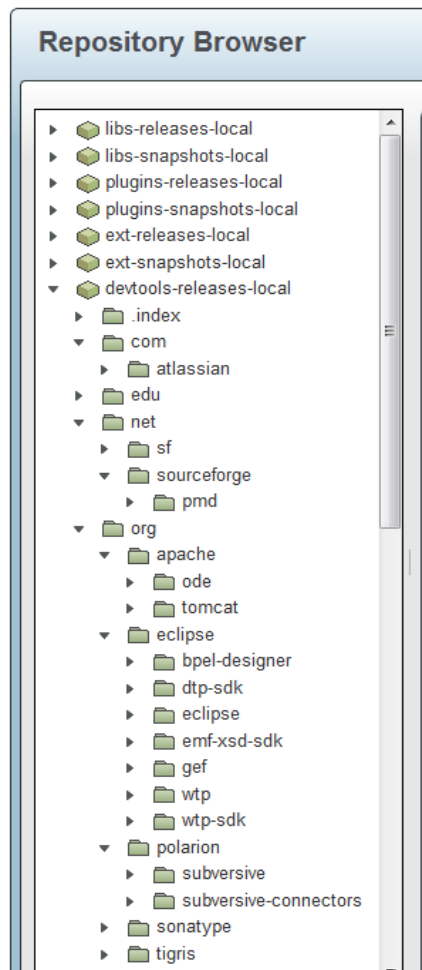 Repository Browser
libs-releases-local
libs-snapshots-local
plugins-releases-local
plugins-snapshots-local
ext-releases-local
ext-snapshots-local
devtools-releases-local
.index
com
atlassian
edu
net
sf
sourceforge
pmd
org
apache
ode
tomcat
eclipse
bpel-designer
dtp-sdk
eclipse
emf-xsd-sdk
gef
wtp
wtp-sdk
polarion
subversive
subversive-connectors
sonatype
tigris